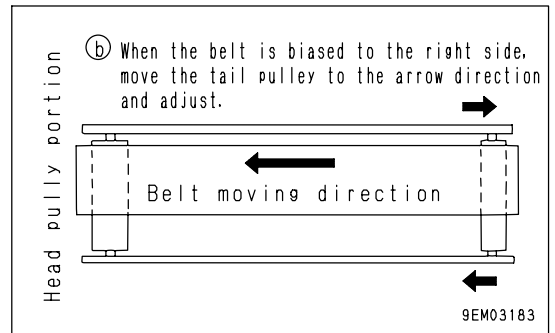 Head pully portion
ⓑ When the belt is biased to the right side,
move the tail pulley to the arrow direction
and adjust.
Belt moving direction
9EM03183